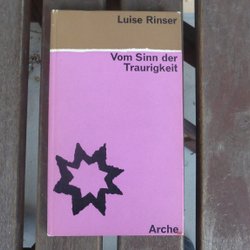 Luise Rinser
Vom Sinn der
Traurigkeit
Arche